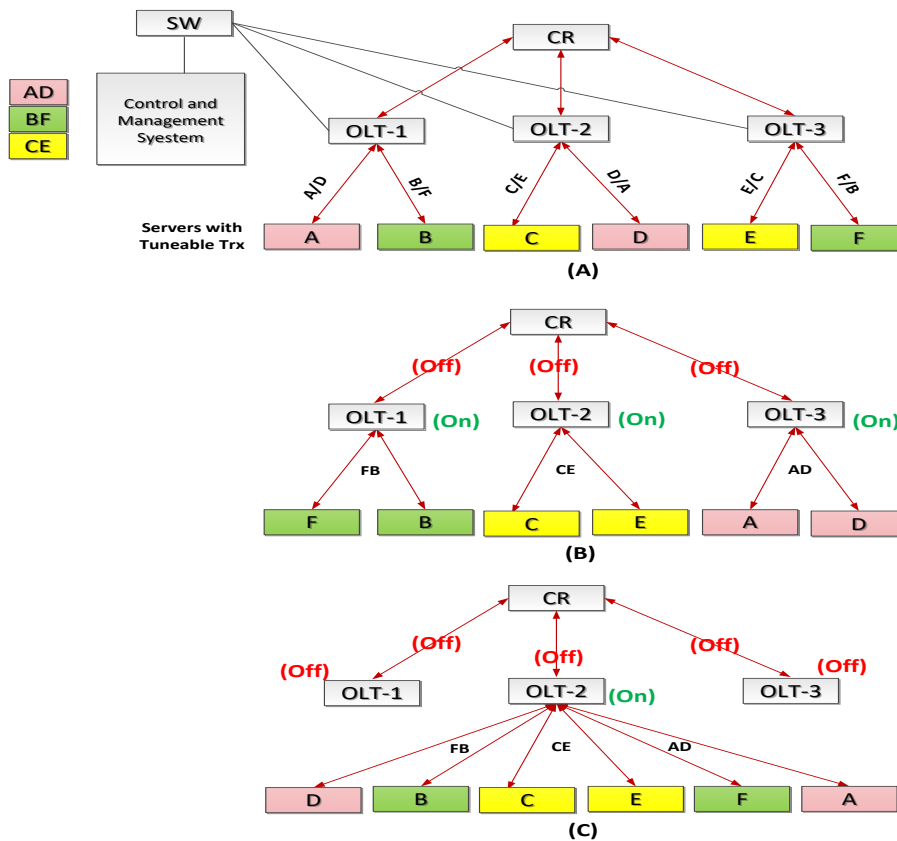 SW
CR
AD
BF
CE
Control and
Management
Syestem
OLT-1
OLT-2
OLT-3
A/D
B/F
C/E
D/A
E/C
F/B
Servers with
Tuneable Trx
A
B
C
D
E
F
(A)
CR
(Off)
(Off)
(Off)
OLT-1
(On)
OLT-2
(On)
OLT-3
(On)
FB
CE
AD
F
B
C
E
A
D
(B)
CR
(Off)
(Off)
(Off)
(Off)
OLT-1
OLT-2
(On)
OLT-3
(Off)
FB
CE
AD
D
B
C
E
F
A
(C)